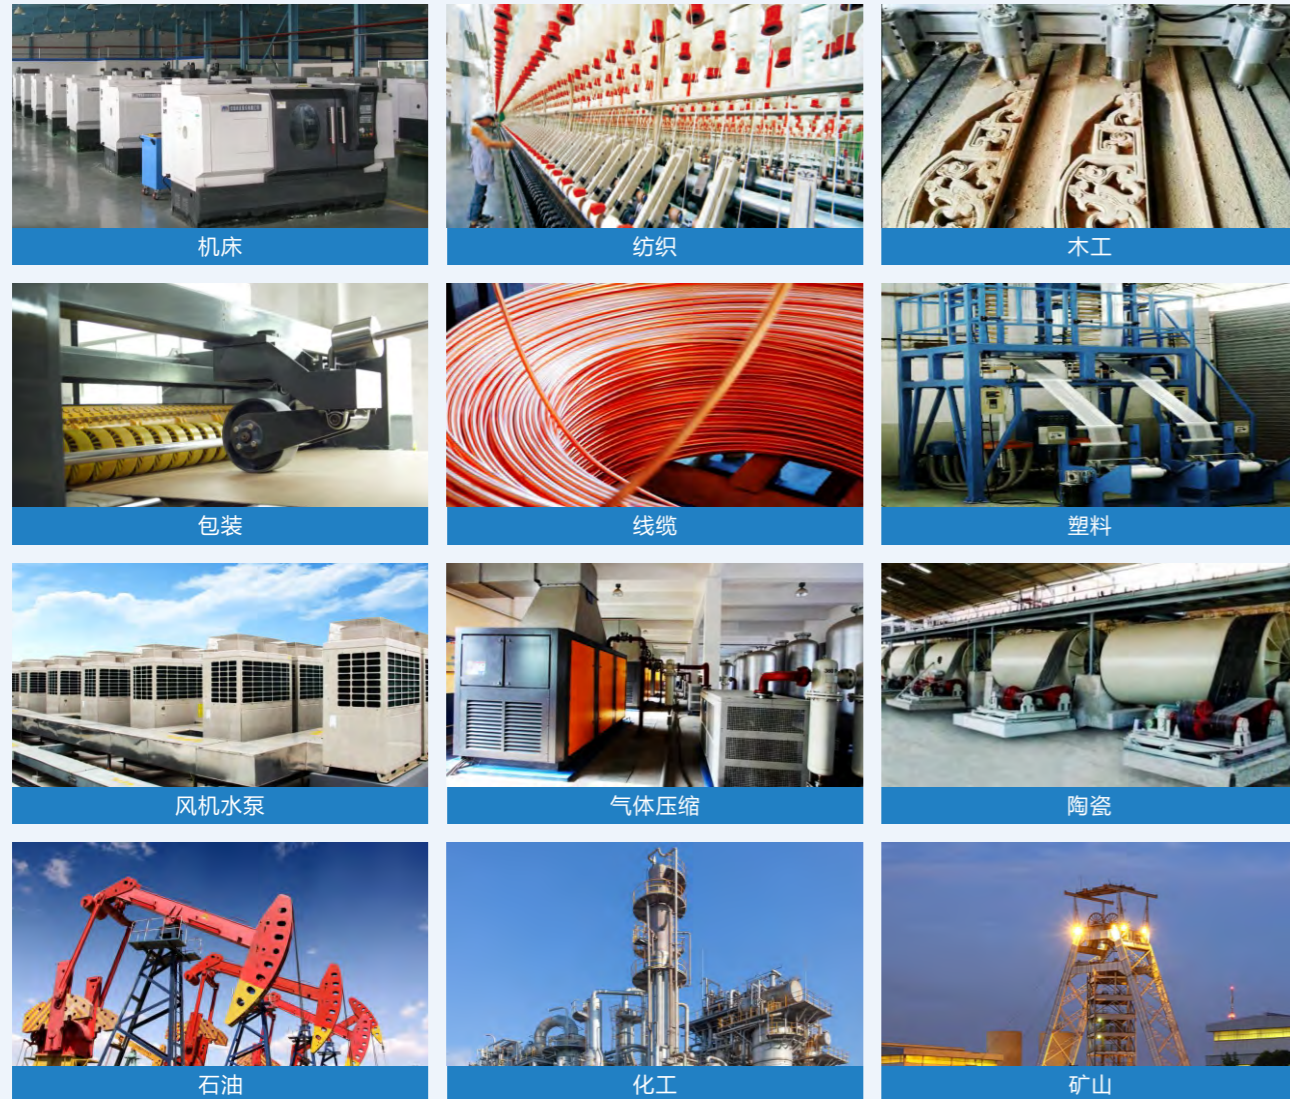 机床
纺织
木工
包装
线缆
塑料
风机水泵
气体压缩
陶瓷
石油
化工
矿山